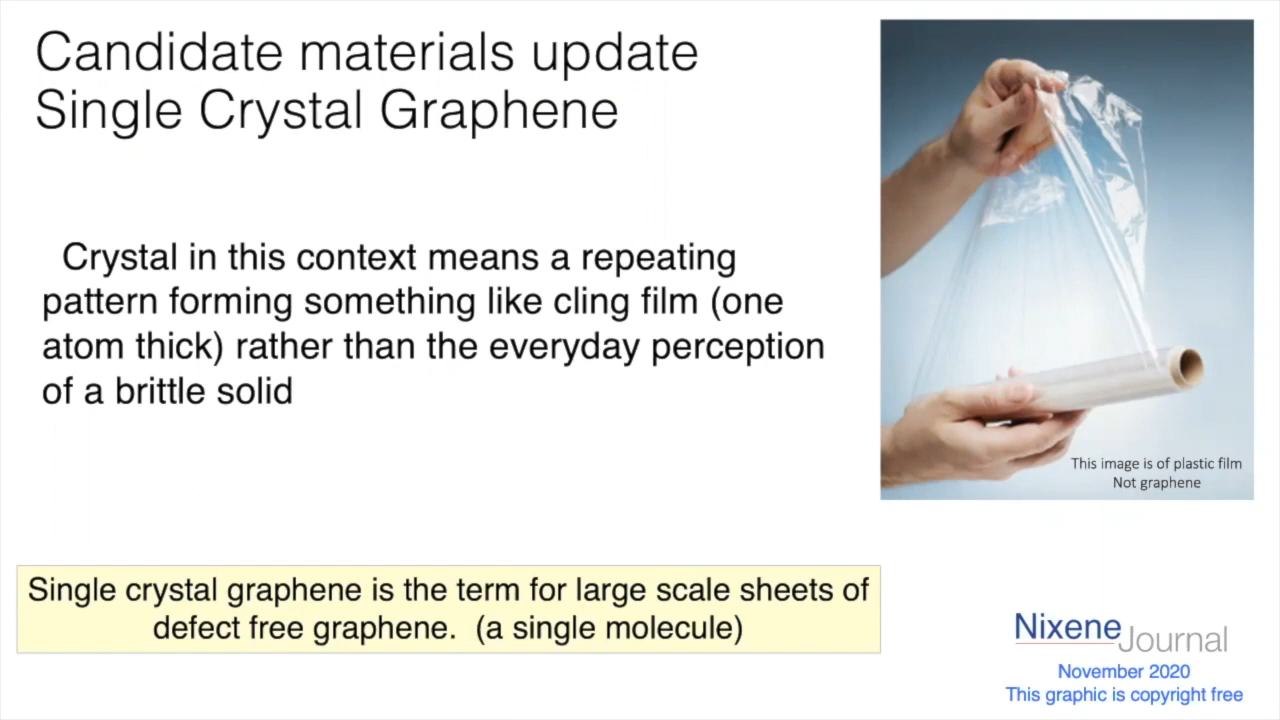 Candidate materials update
Single Crystal Graphene
Crystal in this context means a repeating
pattern forming something like cling film (one
atom thick) rather than the everyday perception
of a brittle solid
This image is of plastic film
Not graphene
Single crystal graphene is the term for large scale sheets of
defect free graphene.  (a single molecule)
Nixene Journal
November 2020
This graphic is copyright free